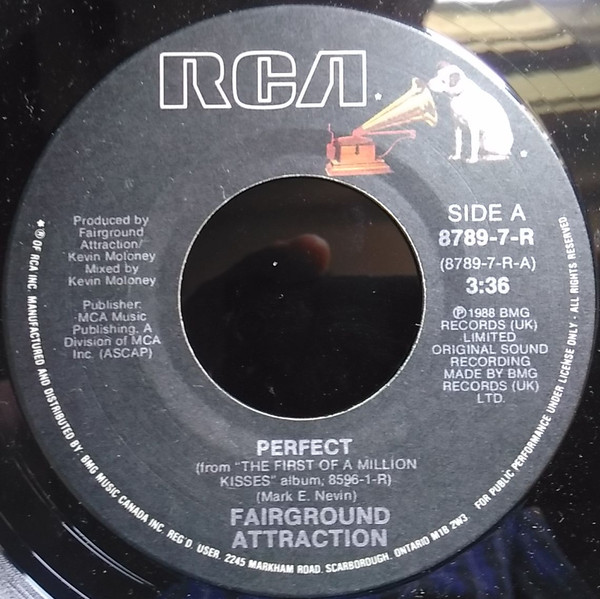 RCA
Produced by
Fairground
Attraction/
Kevin Moloney
Mixed by
Kevin Moloney
Publisher:
MCA Music
Publishing, A
Division of MCA
Inc. (ASCAP)
SIDE A
8789-7-R
(8789-7-R-A)
3:36
℗1988 BMG
RECORDS (UK)
LIMITED
ORIGINAL SOUND
RECORDING
MADE BY BMG
RECORDS (UK)
LTD.
PERFECT
(from "THE FIRST OF A MILLION
KISSES" album, 8596-1-R)
(Mark E. Nevin)
FAIRGROUND
ATTRACTION
* ® OF RCA INC. MANUFACTURED AND DISTRIBUTED BY: BMG MUSIC CANADA INC. REG'D. USER, 2245 MARKHAM ROAD, SCARBOROUGH, ONTARIO M1B 2W3 FOR PUBLIC PERFORMANCE UNDER LICENSE ONLY - ALL RIGHTS RESERVED